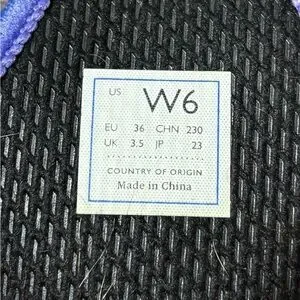 US W6
EU 36 CHN 230
UK 3.5 JP 23
COUNTRY OF ORIGIN
Made in China